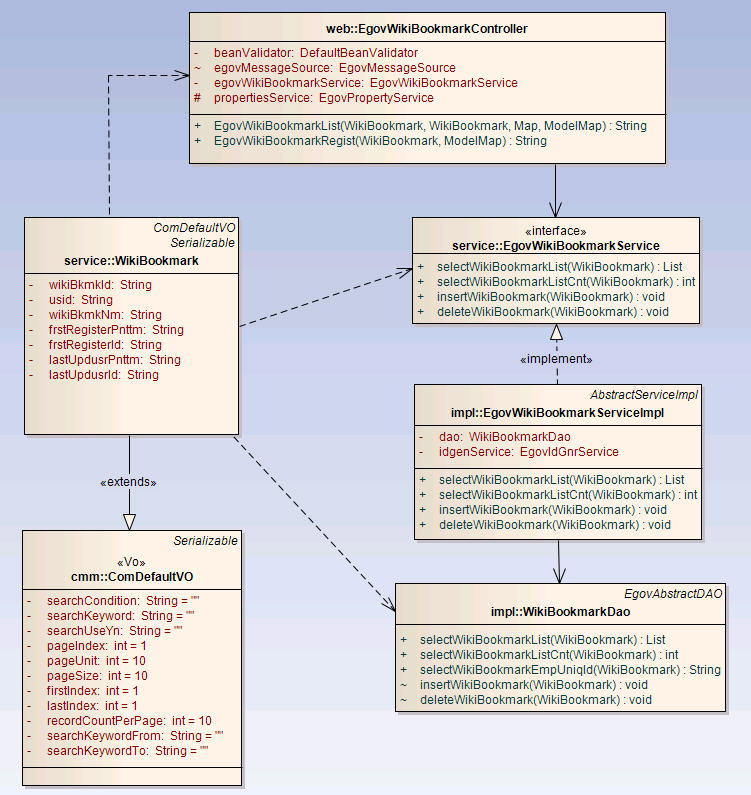 web::EgovWikiBookmarkController
- beanValidator: DefaultBeanValidator
~ egovMessageSource: EgovMessageSource
- egovWikiBookmarkService: EgovWikiBookmarkService
# propertiesService: EgovPropertyService
+ EgovWikiBookmarkList(WikiBookmark, WikiBookmark, Map, ModelMap) : String
+ EgovWikiBookmarkRegist(WikiBookmark, ModelMap) : String
ComDefaultVO
Serializable
service::WikiBookmark
- wikiBkmkId: String
- usid: String
- wikiBkmkNm: String
- frstRegisterPnttm: String
- frstRegisterId: String
- lastUpdusrPnttm: String
- lastUpdusrId: String
«interface»
service::EgovWikiBookmarkService
+ selectWikiBookmarkList(WikiBookmark) : List
+ selectWikiBookmarkListCnt(WikiBookmark) : int
+ insertWikiBookmark(WikiBookmark) : void
+ deleteWikiBookmark(WikiBookmark) : void
«implement»
AbstractServiceImpl
impl::EgovWikiBookmarkServiceImpl
- dao: WikiBookmarkDao
- idgenService: EgovIdGnrService
+ selectWikiBookmarkList(WikiBookmark) : List
+ selectWikiBookmarkListCnt(WikiBookmark) : int
+ insertWikiBookmark(WikiBookmark) : void
+ deleteWikiBookmark(WikiBookmark) : void
«extends»
Serializable
«Vo»
cmm::ComDefaultVO
- searchCondition: String = ""
- searchKeyword: String = ""
- searchUseYn: String = ""
- pageIndex: int = 1
- pageUnit: int = 10
- pageSize: int = 10
- firstIndex: int = 1
- lastIndex: int = 1
- recordCountPerPage: int = 10
- searchKeywordFrom: String = ""
- searchKeywordTo: String = ""
EgovAbstractDAO
impl::WikiBookmarkDao
+ selectWikiBookmarkList(WikiBookmark) : List
+ selectWikiBookmarkListCnt(WikiBookmark) : int
+ selectWikiBookmarkEmpUniqId(WikiBookmark) : String
~ insertWikiBookmark(WikiBookmark) : void
~ deleteWikiBookmark(WikiBookmark) : void